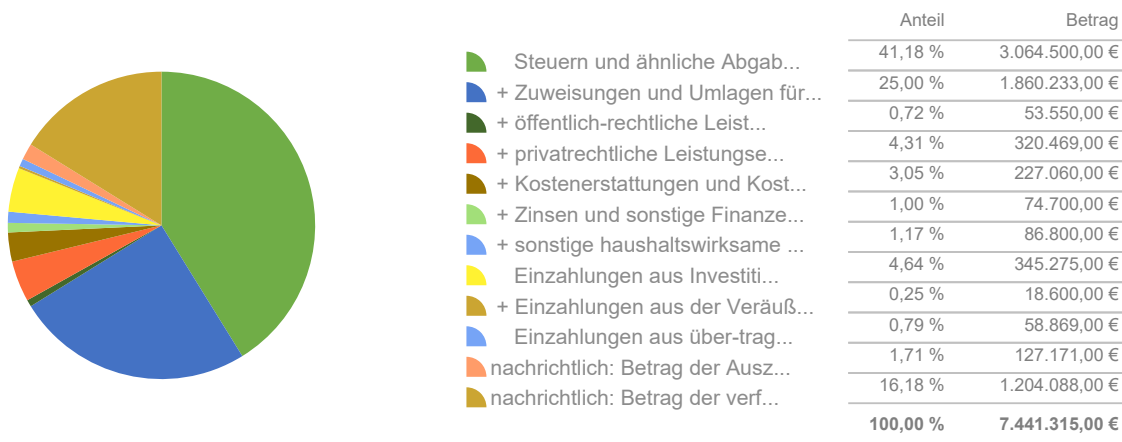 Anteil Betrag
Steuern und ähnliche Abgab... 41,18 % 3.064.500,00 €
+ Zuweisungen und Umlagen für... 25,00 % 1.860.233,00 €
+ öffentlich-rechtliche Leist... 0,72 % 53.550,00 €
+ privatrechtliche Leistungse... 4,31 % 320.469,00 €
+ Kostenerstattungen und Kost... 3,05 % 227.060,00 €
+ Zinsen und sonstige Finanze... 1,00 % 74.700,00 €
+ sonstige haushaltswirksame ... 1,17 % 86.800,00 €
Einzahlungen aus Investiti... 4,64 % 345.275,00 €
+ Einzahlungen aus der Veräuß... 0,25 % 18.600,00 €
Einzahlungen aus über-trag... 0,79 % 58.869,00 €
nachrichtlich: Betrag der Ausz... 1,71 % 127.171,00 €
nachrichtlich: Betrag der verf... 16,18 % 1.204.088,00 €
100,00 % 7.441.315,00 €